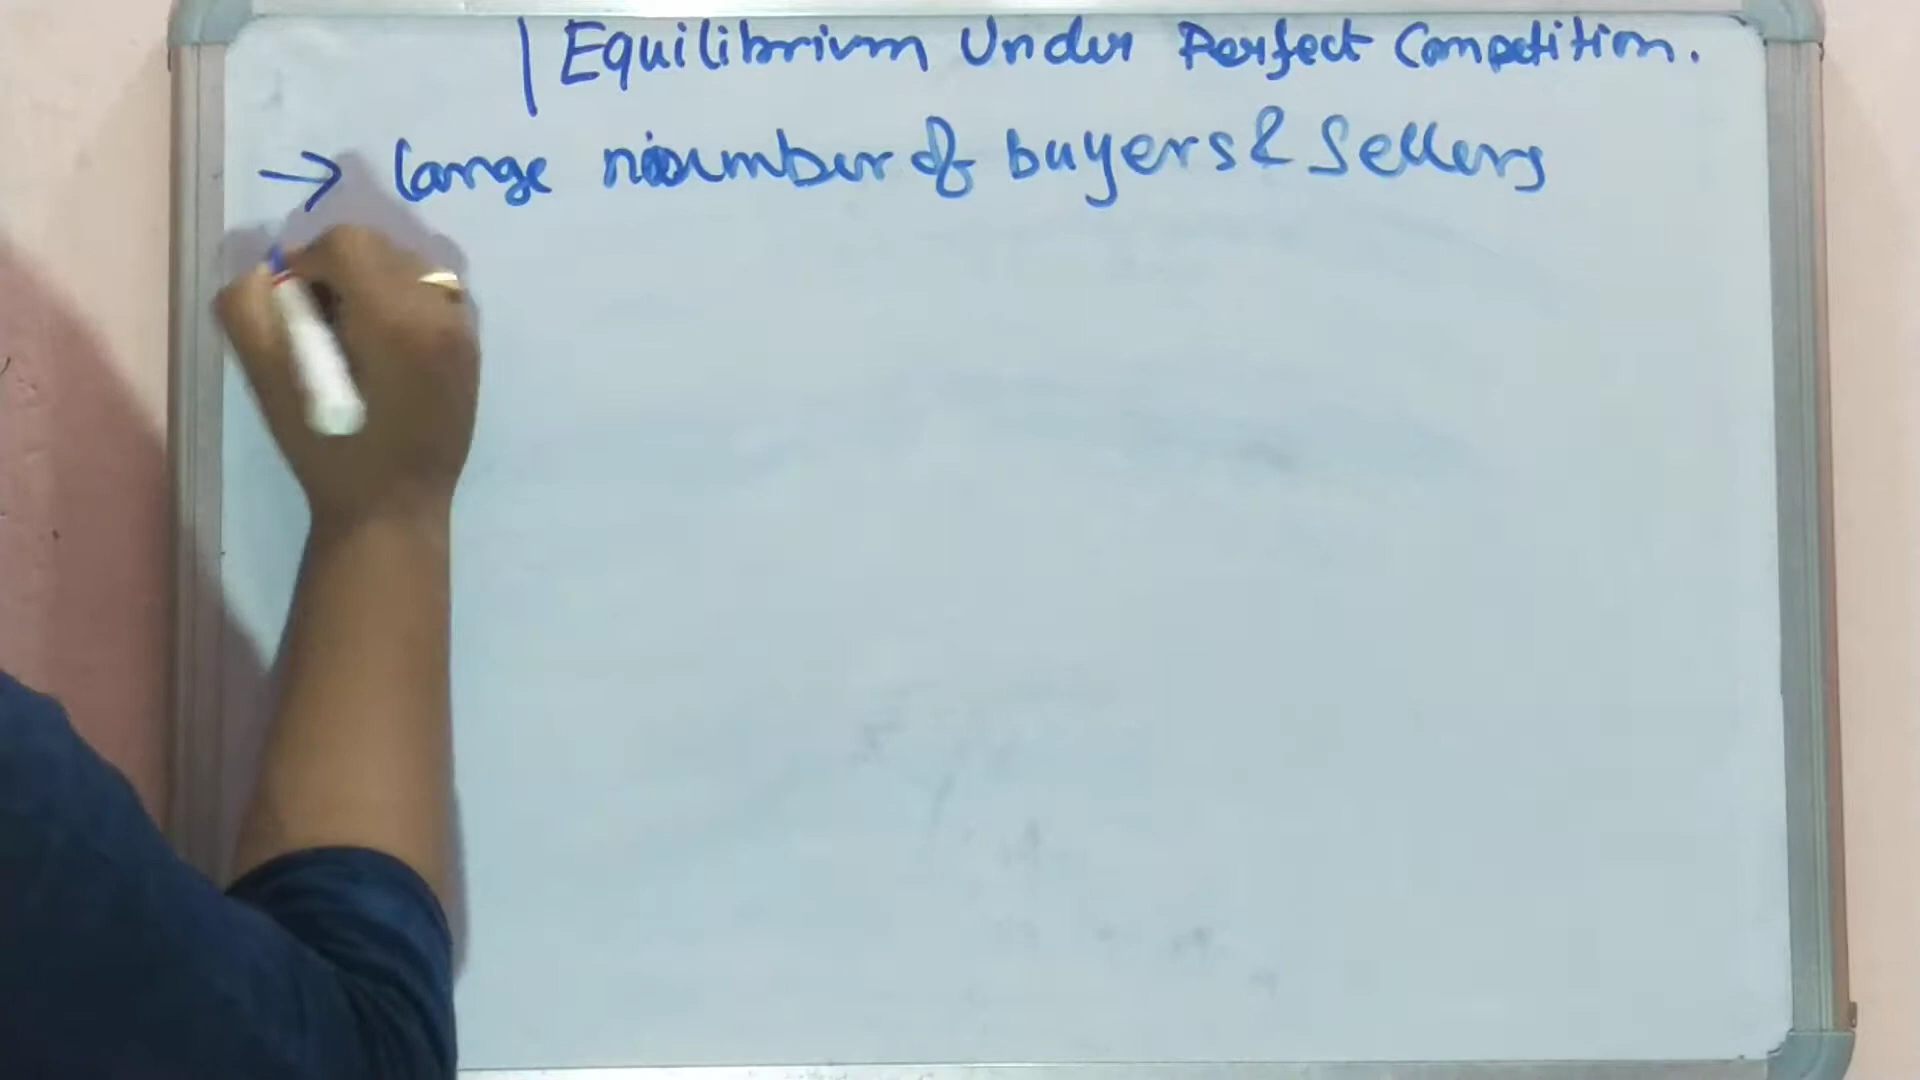 | Equilibrium Under Perfect Competition.
→ large number of buyers & Sellers